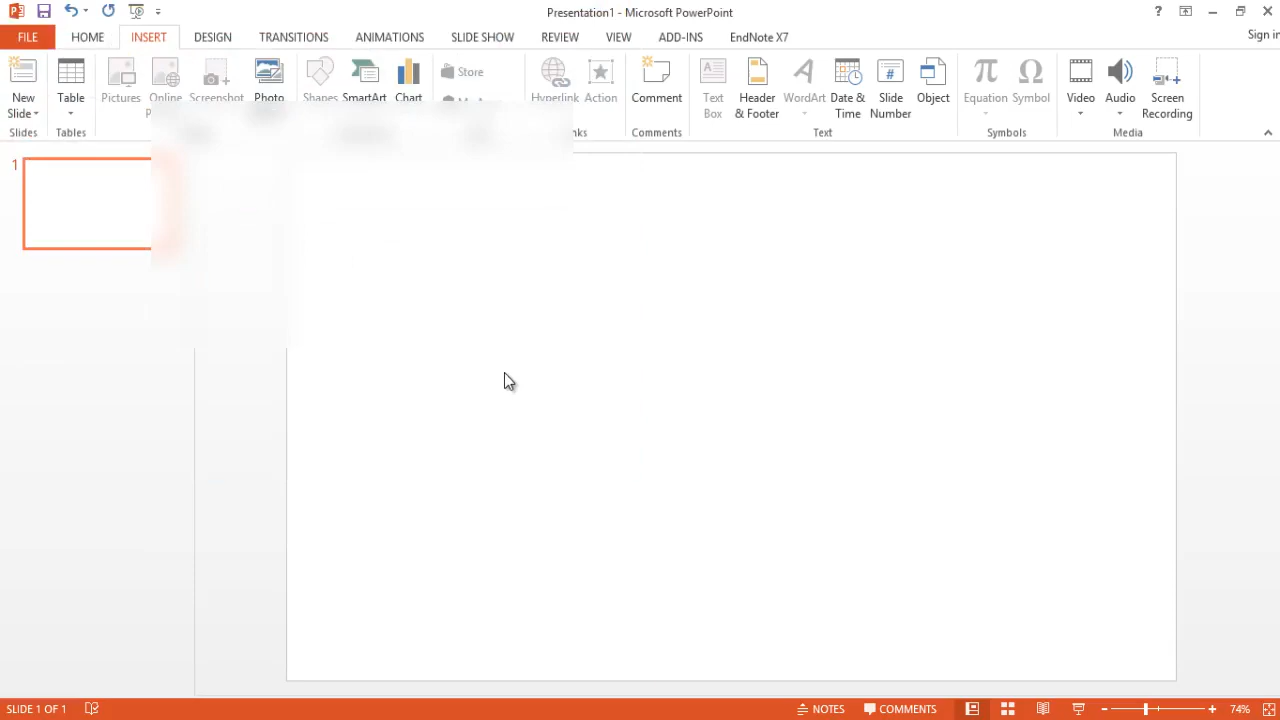 Presentation1 - Microsoft PowerPoint
?
Sign in
FILE HOME INSERT DESIGN TRANSITIONS ANIMATIONS SLIDE SHOW REVIEW VIEW ADD-INS EndNote X7
New
Slide
Slides
Table
Tables
Pictures
Online
Screenshot
Photo
Shapes
SmartArt
Chart
Store
Hyperlink
Action
Comment
Comments
Text
Box
Header
& Footer
WordArt
Date &
Time
Slide
Number
Object
Text
Equation
Symbol
Symbols
Video
Audio
Screen
Recording
Media
1
SLIDE 1 OF 1
NOTES
COMMENTS
74%